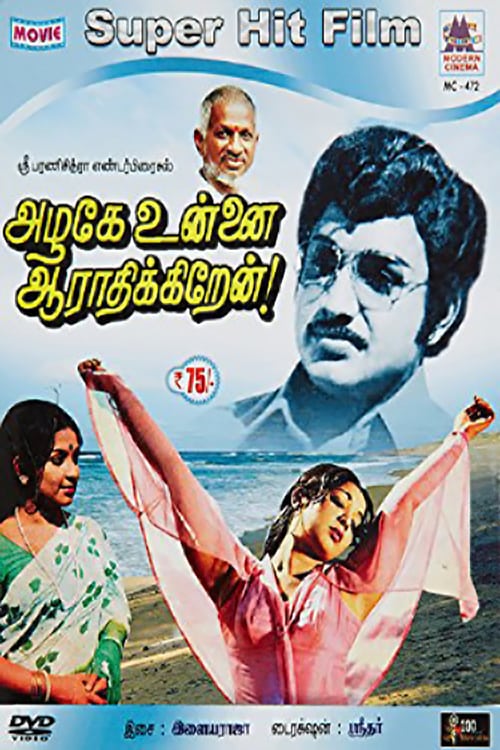 MOVIE
Super Hit Film
MODERN CINEMA
MC - 472
ஸ்ரீ பரணிசித்ரா எண்டர்பிரைசஸ்
அழகே உன்னை
ஆராதிக்கிறேன்!
₹ 75/-
DVD
VIDEO
இசை : இளையராஜா டைரக்‌ஷன் : ஸ்ரீதர்
100